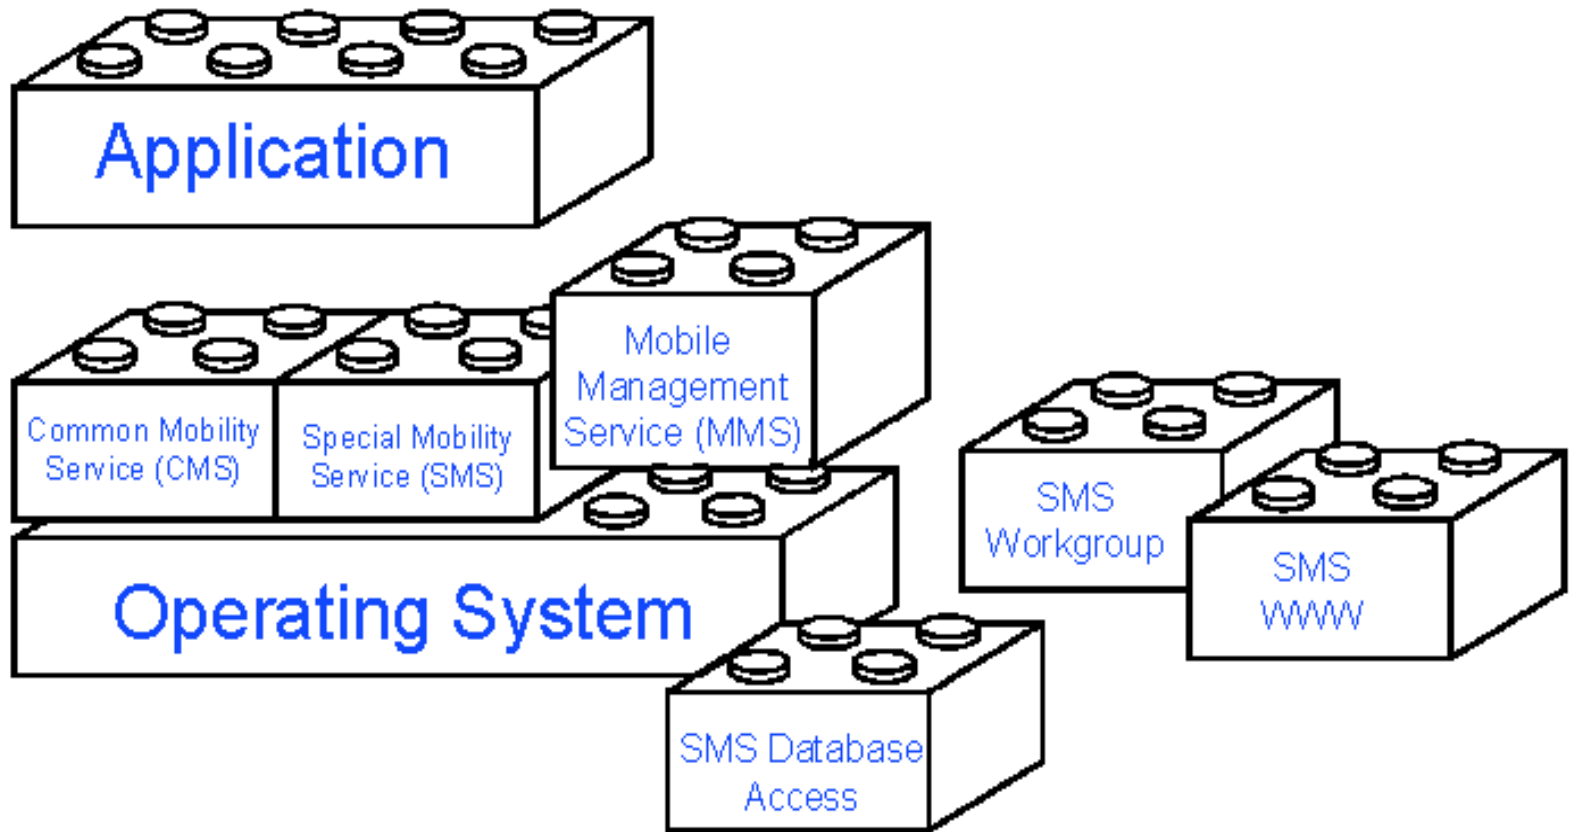 Application
Mobile
Management
Service (MMS)
Common Mobility
Service (CMS)
Special Mobility
Service (SMS)
SMS
Workgroup
SMS
WWW
Operating System
SMS Database
Access